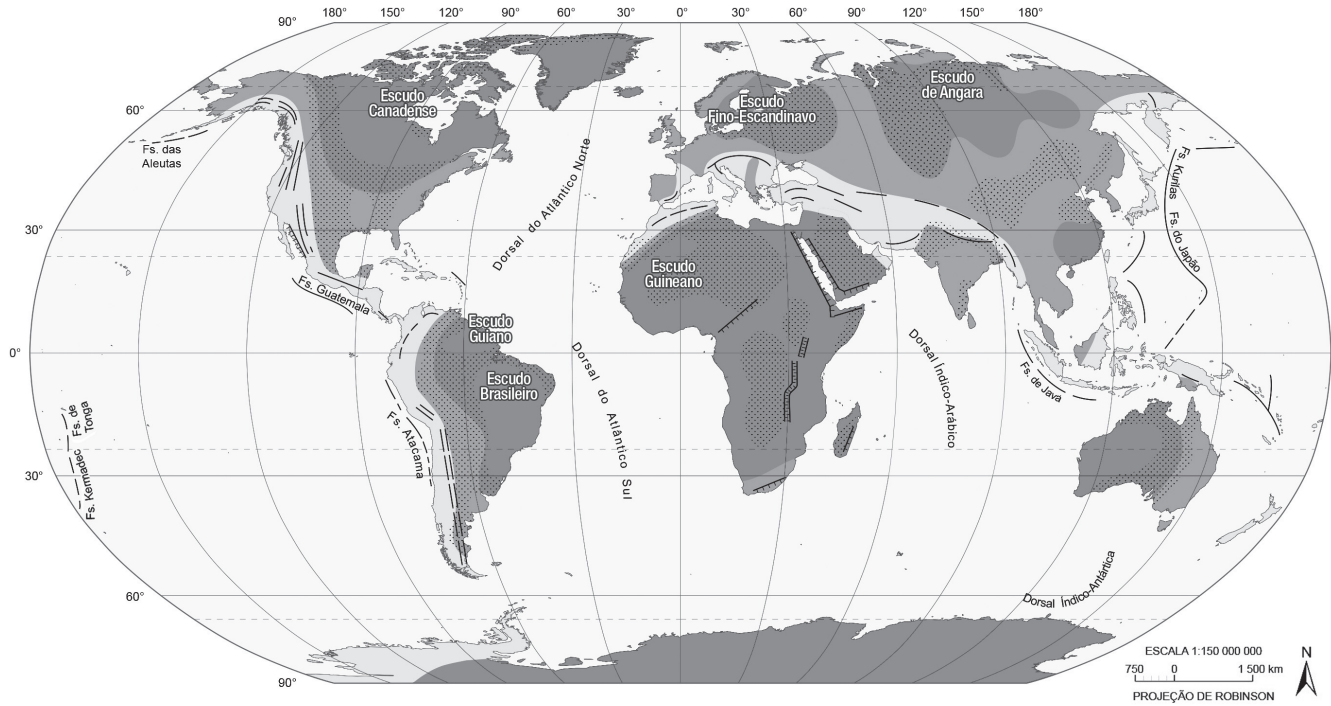 180° 150° 120° 90° 60° 30° 0° 30° 60° 90° 120° 150° 180°
90°
60°
30°
0°
30°
60°
90°
Escudo
Canadense
Escudo
Fino-Escandinavo
Escudo
de Angara
Fs. das
Aleutas
Dorsal do Atlântico Norte
Fs. Kurilas
Fs. do Japão
Escudo
Guineano
Fs. Guatemala
Escudo
Guiano
Escudo
Brasileiro
Dorsal do Atlântico Sul
Dorsal Índico-Arábico
Fs. de Java
Fs. Atacama
Fs. de
Tonga
Fs. Kemadec
Dorsal Índico-Antártica
ESCALA 1:150 000 000
750 0 1 500 km
PROJEÇÃO DE ROBINSON
N